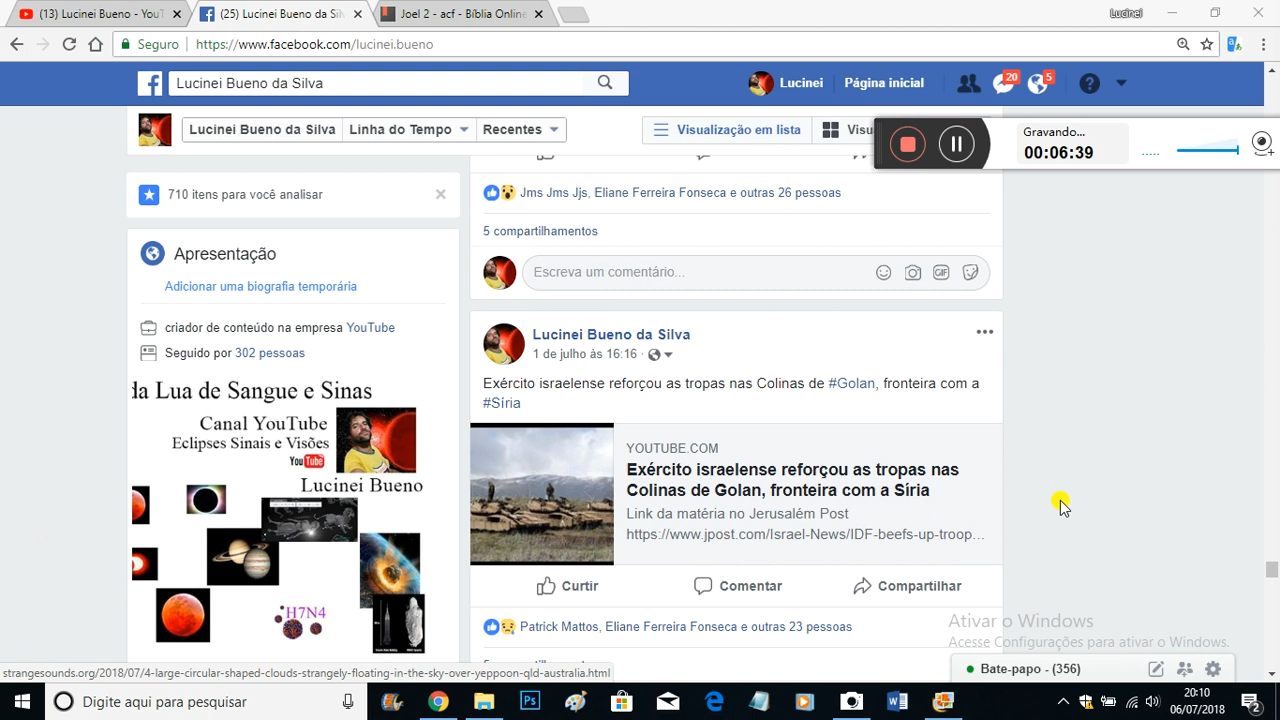 (13) Lucinei Bueno - YouT
(25) Lucinei Bueno da Sil
Joel 2 - acf - Bíblia Online
Lucinei
Seguro
https://www.facebook.com/lucinei.bueno
Lucinei Bueno da Silva
Lucinei
Página inicial
20
5
Lucinei Bueno da Silva
Linha do Tempo
Recentes
Visualização em lista
Visu
Gravando...
00:06:39
710 itens para você analisar
Jms Jms Jjs, Eliane Ferreira Fonseca e outras 26 pessoas
5 compartilhamentos
Apresentação
Escreva um comentário...
GIF
Adicionar uma biografia temporária
criador de conteúdo na empresa YouTube
Seguido por 302 pessoas
Lucinei Bueno da Silva
1 de julho às 16:16
Exército israelense reforçou as tropas nas Colinas de #Golan, fronteira com a
#Síria
da Lua de Sangue e Sinas
Canal YouTube
Eclipses Sinais e Visões
You Tube
Lucinei Bueno
H7N4
YOUTUBE.COM
Exército israelense reforçou as tropas nas
Colinas de Golan, fronteira com a Síria
Link da matéria no Jerusalém Post
https://www.jpost.com/Israel-News/IDF-beefs-up-troop...
Curtir
Comentar
Compartilhar
Patrick Mattos, Eliane Ferreira Fonseca e outras 23 pessoas
Ativar o Windows
Acesse Configurações para ativar o Windows.
strangesounds.org/2018/07/4-large-circular-shaped-clouds-strangely-floating-in-the-sky-over-yeppoon-qld-australia.html
Bate-papo - (356)
Digite aqui para pesquisar
20:10
06/07/2018
2